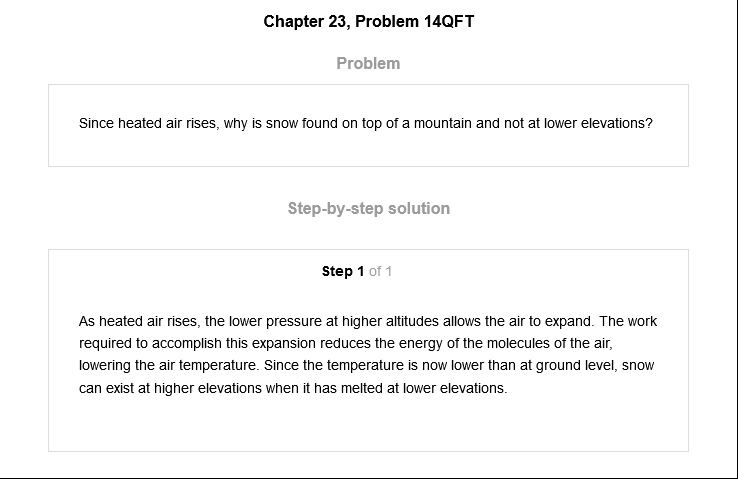 Chapter 23, Problem 14QFT
Problem
Since heated air rises, why is snow found on top of a mountain and not at lower elevations?
Step-by-step solution
Step 1 of 1
As heated air rises, the lower pressure at higher altitudes allows the air to expand. The work
required to accomplish this expansion reduces the energy of the molecules of the air,
lowering the air temperature. Since the temperature is now lower than at ground level, snow
can exist at higher elevations when it has melted at lower elevations.